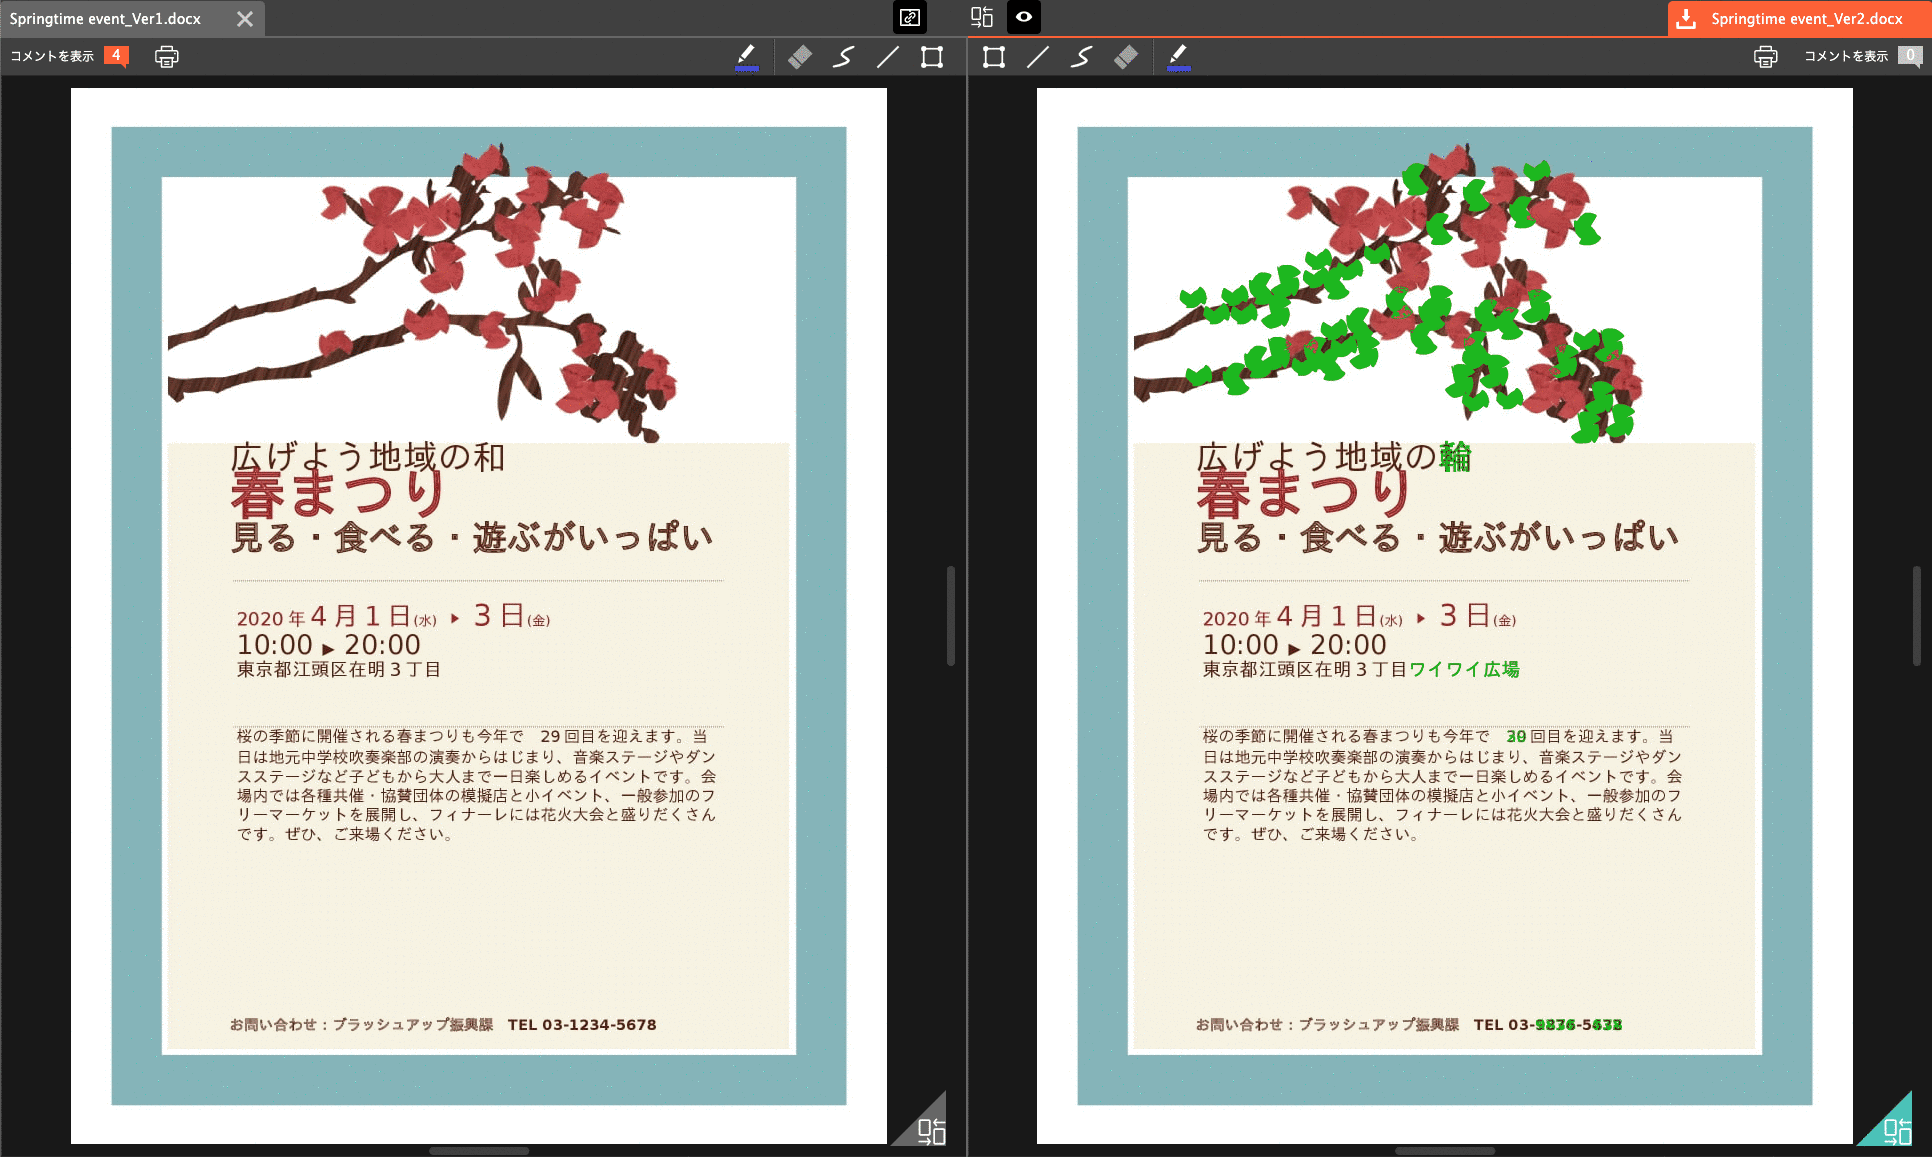 Springtime event_Ver1.docx
コメントを表示 4
広げよう地域の和
春まつり
見る・食べる・遊ぶがいっぱい
2020 年 4 月 1 日(水) ▶ 3 日(金)
10:00 ▶ 20:00
東京都江頭区在明 3 丁目
桜の季節に開催される春まつりも今年で 29 回目を迎えます。当
日は地元中学校吹奏楽部の演奏からはじまり、音楽ステージやダン
スステージなど子どもから大人まで一日楽しめるイベントです。会
場内では各種共催・協賛団体の模擬店と小イベント、一般参加のフ
リーマーケットを展開し、フィナーレには花火大会と盛りだくさん
です。ぜひ、ご来場ください。
お問い合わせ：ブラッシュアップ振興課 TEL 03-1234-5678
Springtime event_Ver2.docx
コメントを表示 0
広げよう地域の輪
春まつり
見る・食べる・遊ぶがいっぱい
2020 年 4 月 1 日(水) ▶ 3 日(金)
10:00 ▶ 20:00
東京都江頭区在明 3 丁目ワイワイ広場
桜の季節に開催される春まつりも今年で 30 回目を迎えます。当
日は地元中学校吹奏楽部の演奏からはじまり、音楽ステージやダン
スステージなど子どもから大人まで一日楽しめるイベントです。会
場内では各種共催・協賛団体の模擬店と小イベント、一般参加のフ
リーマーケットを展開し、フィナーレには花火大会と盛りだくさん
です。ぜひ、ご来場ください。
お問い合わせ：ブラッシュアップ振興課 TEL